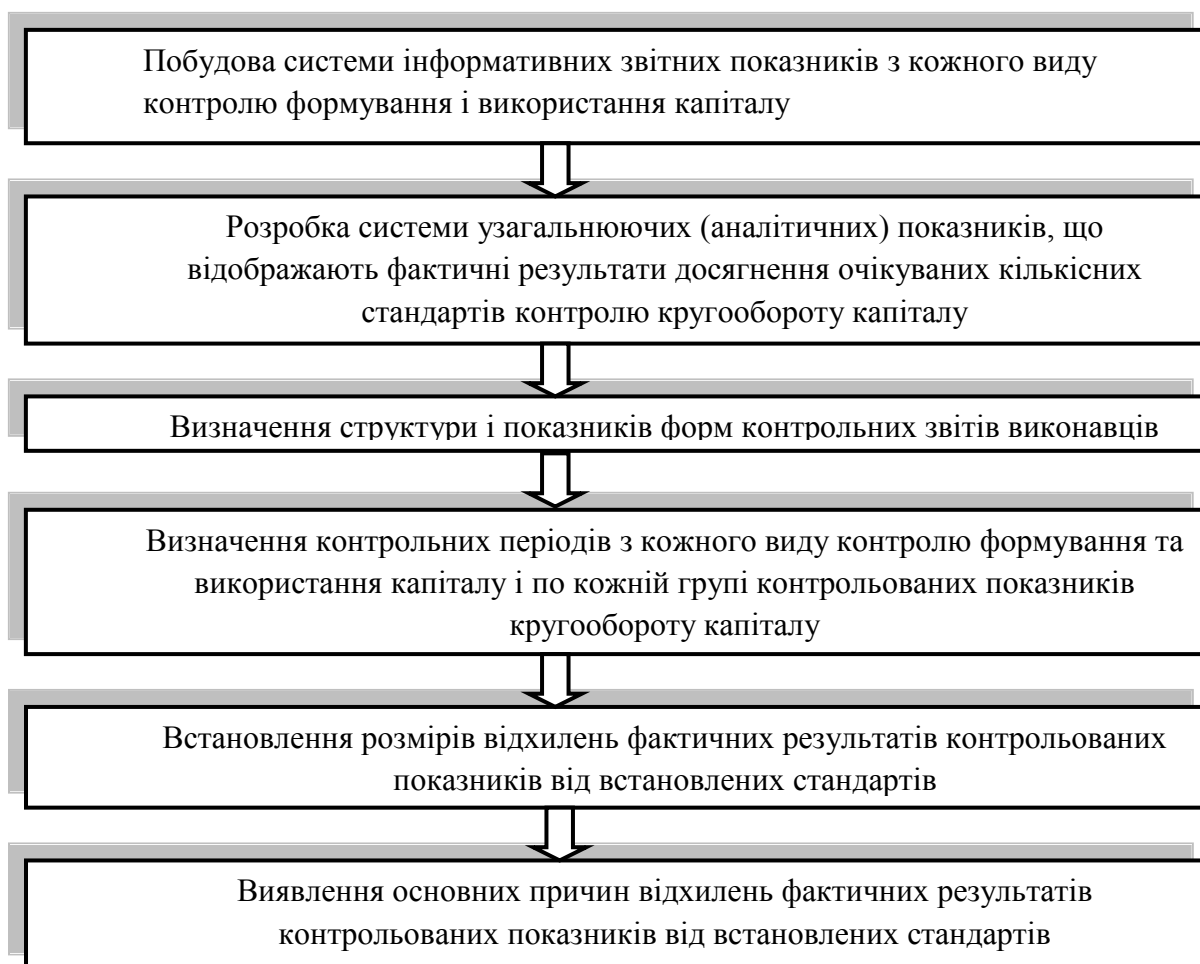 Побудова системи інформативних звітних показників з кожного виду
контролю формування і використання капіталу
Розробка системи узагальнюючих (аналітичних) показників, що
відображають фактичні результати досягнення очікуваних кількісних
стандартів контролю кругообороту капіталу
Визначення структури і показників форм контрольних звітів виконавців
Визначення контрольних періодів з кожного виду контролю формування та
використання капіталу і по кожній групі контрольованих показників
кругообороту капіталу
Встановлення розмірів відхилень фактичних результатів контрольованих
показників від встановлених стандартів
Виявлення основних причин відхилень фактичних результатів
контрольованих показників від встановлених стандартів